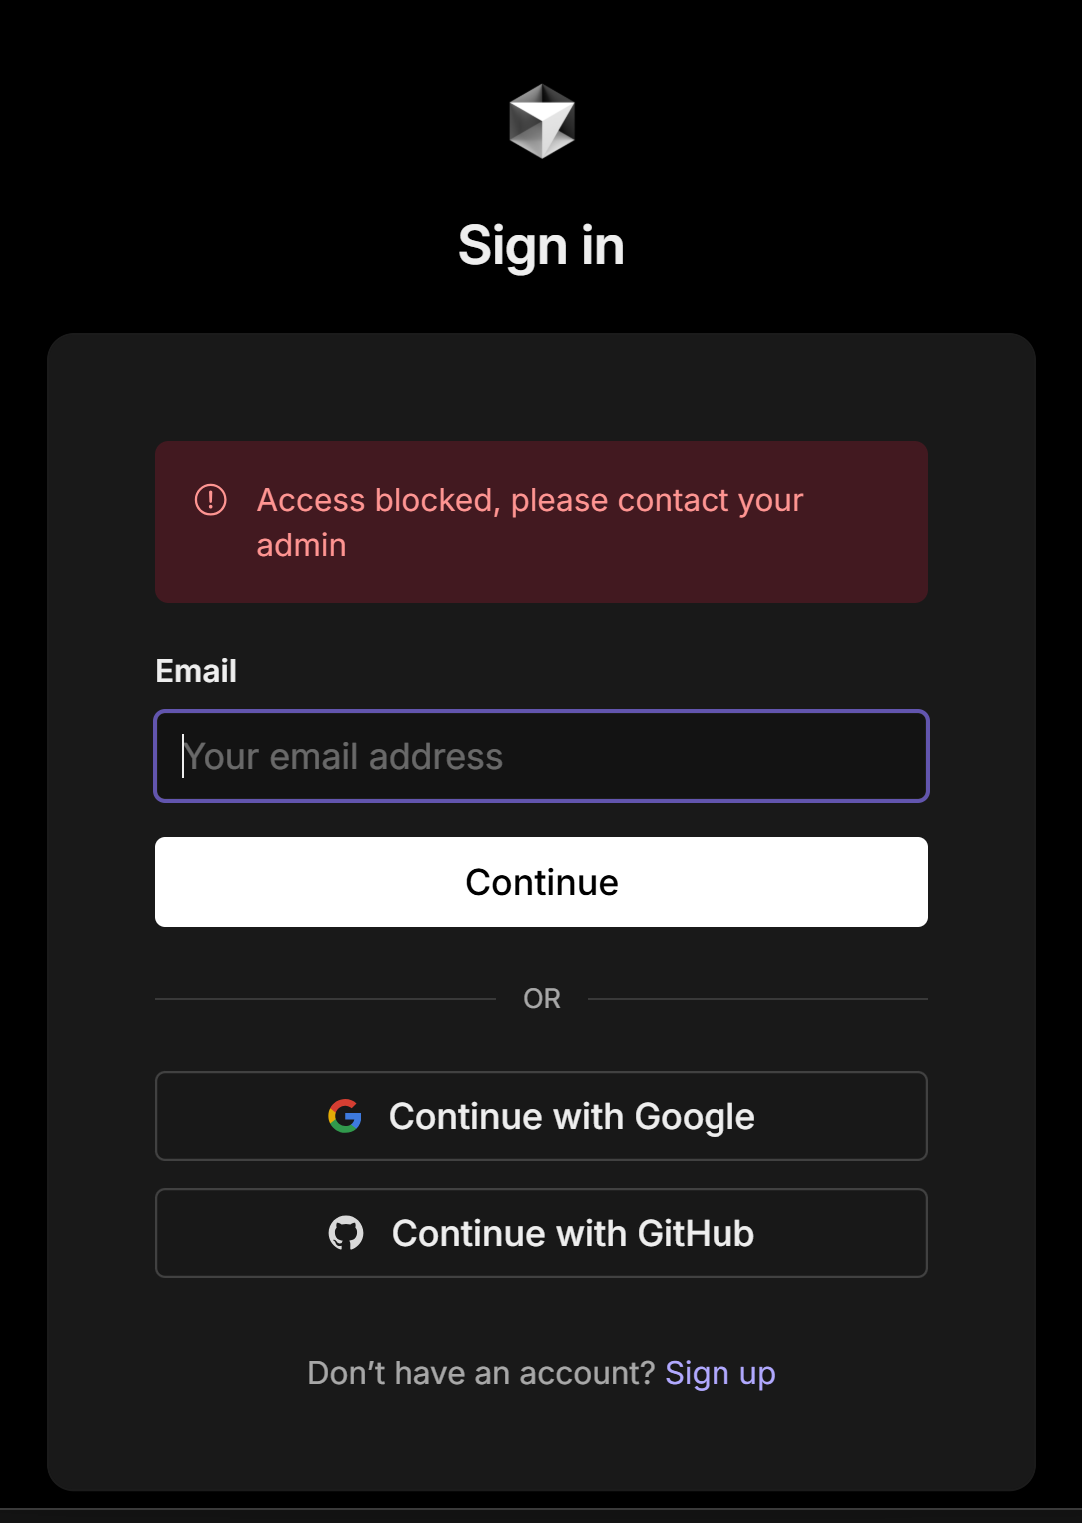 Sign in
Access blocked, please contact your
admin
Email
Your email address
Continue
OR
Continue with Google
Continue with GitHub
Don’t have an account? Sign up